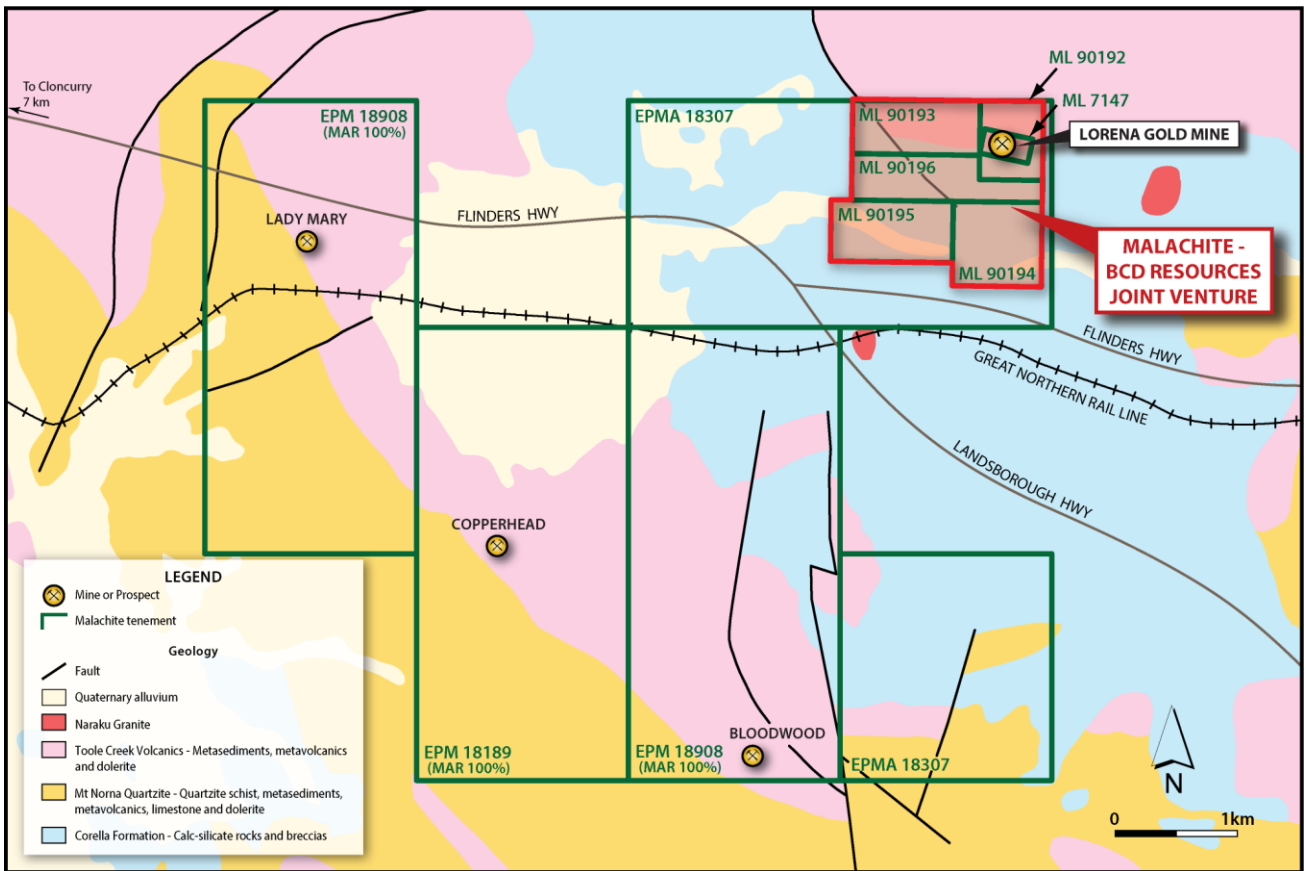 To Cloncurry
7 km
EPM 18908
(MAR 100%)
EPMA 18307
ML 90192
ML 7147
ML 90193
LORENA GOLD MINE
ML 90196
ML 90195
ML 90194
MALACHITE -
BCD RESOURCES
JOINT VENTURE
LADY MARY
FLINDERS HWY
FLINDERS HWY
GREAT NORTHERN RAIL LINE
LANDSBOROUGH HWY
COPPERHEAD
BLOODWOOD
EPM 18189
(MAR 100%)
EPM 18908
(MAR 100%)
EPMA 18307
LEGEND
Mine or Prospect
Malachite tenement
Geology
Fault
Quaternary alluvium
Naraku Granite
Toole Creek Volcanics - Metasediments, metavolcanics
and dolerite
Mt Norna Quartzite - Quartzite schist, metasediments,
metavolcanics, limestone and dolerite
Corella Formation - Calc-silicate rocks and breccias
N
0 1km